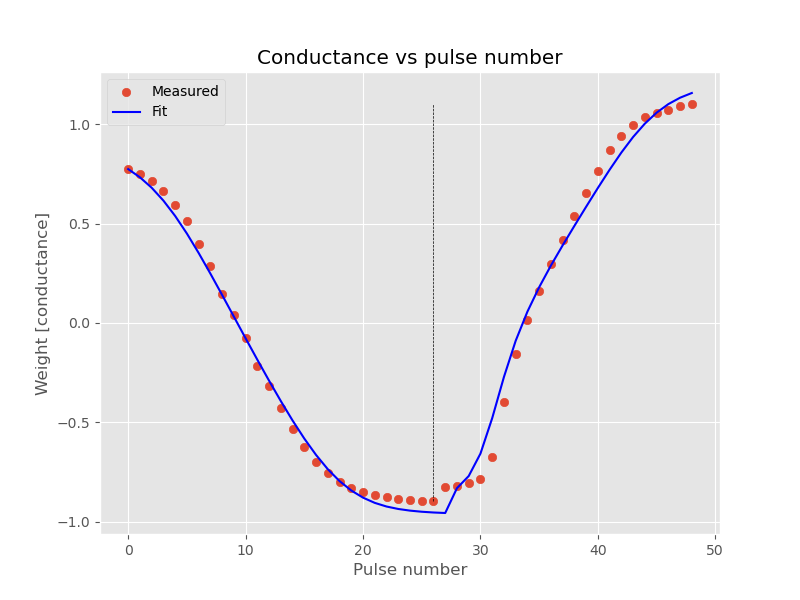 Conductance vs pulse number
Measured
Fit
1.0
0.5
0.0
−0.5
−1.0
Weight [conductance]
0 10 20 30 40 50
Pulse number